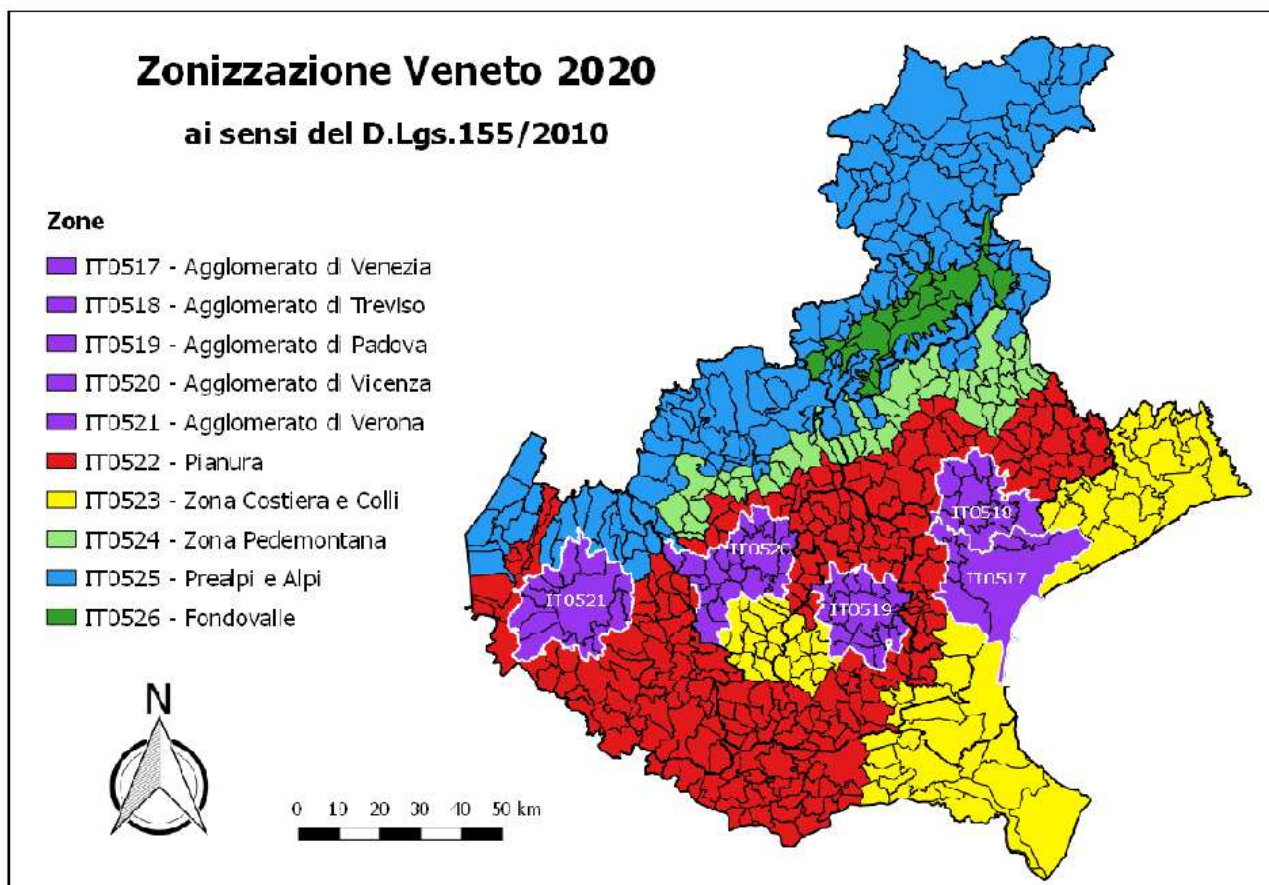 Zonizzazione Veneto 2020
ai sensi del D.Lgs.155/2010
Zone
IT0517 - Agglomerato di Venezia
IT0518 - Agglomerato di Treviso
IT0519 - Agglomerato di Padova
IT0520 - Agglomerato di Vicenza
IT0521 - Agglomerato di Verona
IT0522 - Pianura
IT0523 - Zona Costiera e Colli
IT0524 - Zona Pedemontana
IT0525 - Prealpi e Alpi
IT0526 - Fondovalle
IT0518
IT0520
IT0517
IT0521
IT0519
N
0 10 20 30 40 50 km